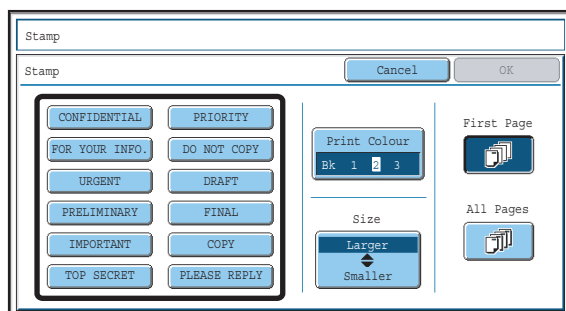 Stamp
Stamp
Cancel
OK
CONFIDENTIAL
PRIORITY
FOR YOUR INFO.
DO NOT COPY
URGENT
DRAFT
PRELIMINARY
FINAL
IMPORTANT
COPY
TOP SECRET
PLEASE REPLY
Print Colour
Bk 1 2 3
Size
Larger
Smaller
First Page
All Pages